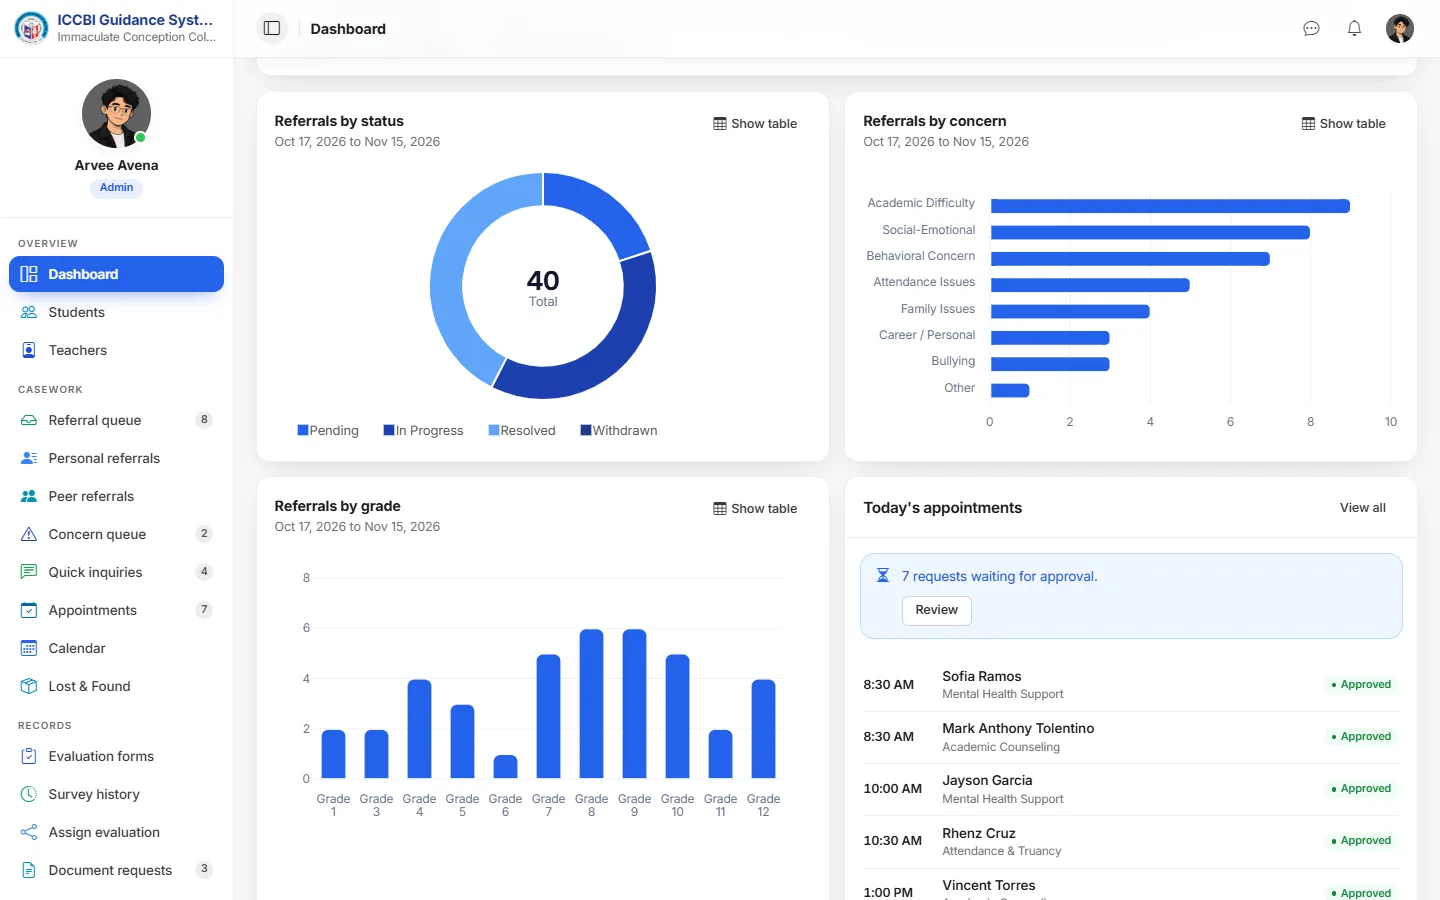 ICCBI Guidance Syst...
Immaculate Conception Col...
Dashboard
Arvee Avena
Admin
OVERVIEW
Dashboard
Students
Teachers
CASEWORK
Referral queue 8
Personal referrals
Peer referrals
Concern queue 2
Quick inquiries 4
Appointments 7
Calendar
Lost & Found
RECORDS
Evaluation forms
Survey history
Assign evaluation
Document requests 3
Referrals by status
Oct 17, 2026 to Nov 15, 2026
Show table
40
Total
Pending In Progress Resolved Withdrawn
Referrals by concern
Oct 17, 2026 to Nov 15, 2026
Show table
Academic Difficulty
Social-Emotional
Behavioral Concern
Attendance Issues
Family Issues
Career / Personal
Bullying
Other
0 2 4 6 8 10
Referrals by grade
Oct 17, 2026 to Nov 15, 2026
Show table
8
6
4
2
0
Grade 1
Grade 3
Grade 4
Grade 5
Grade 6
Grade 7
Grade 8
Grade 9
Grade 10
Grade 11
Grade 12
Today's appointments
View all
7 requests waiting for approval.
Review
8:30 AM Sofia Ramos Approved
Mental Health Support
8:30 AM Mark Anthony Tolentino Approved
Academic Counseling
10:00 AM Jayson Garcia Approved
Mental Health Support
10:30 AM Rhenz Cruz Approved
Attendance & Truancy
1:00 PM Vincent Torres Approved